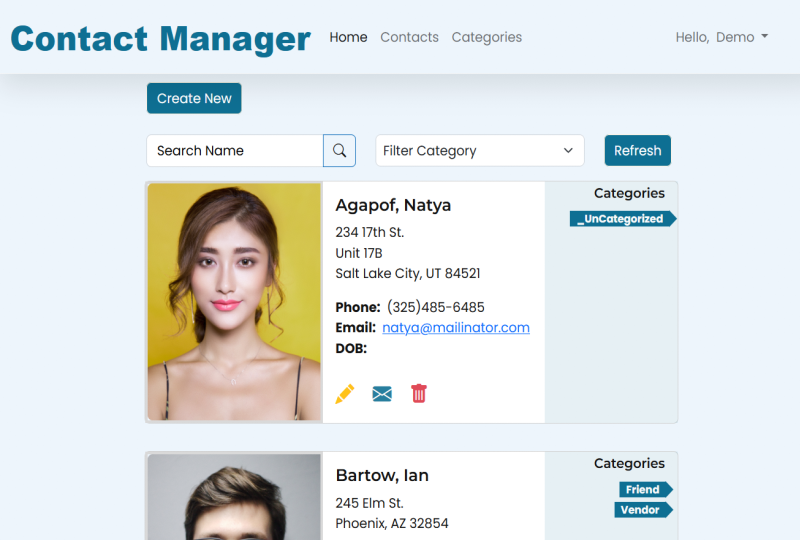 Contact Manager
Home Contacts Categories
Hello, Demo
Create New
Search Name
Filter Category
Refresh
Agapof, Natya
234 17th St.
Unit 17B
Salt Lake City, UT 84521
Phone: (325)485-6485
Email: natya@mailinator.com
DOB:
Categories
_UnCategorized
Bartow, Ian
245 Elm St.
Phoenix, AZ 32854
Categories
Friend
Vendor